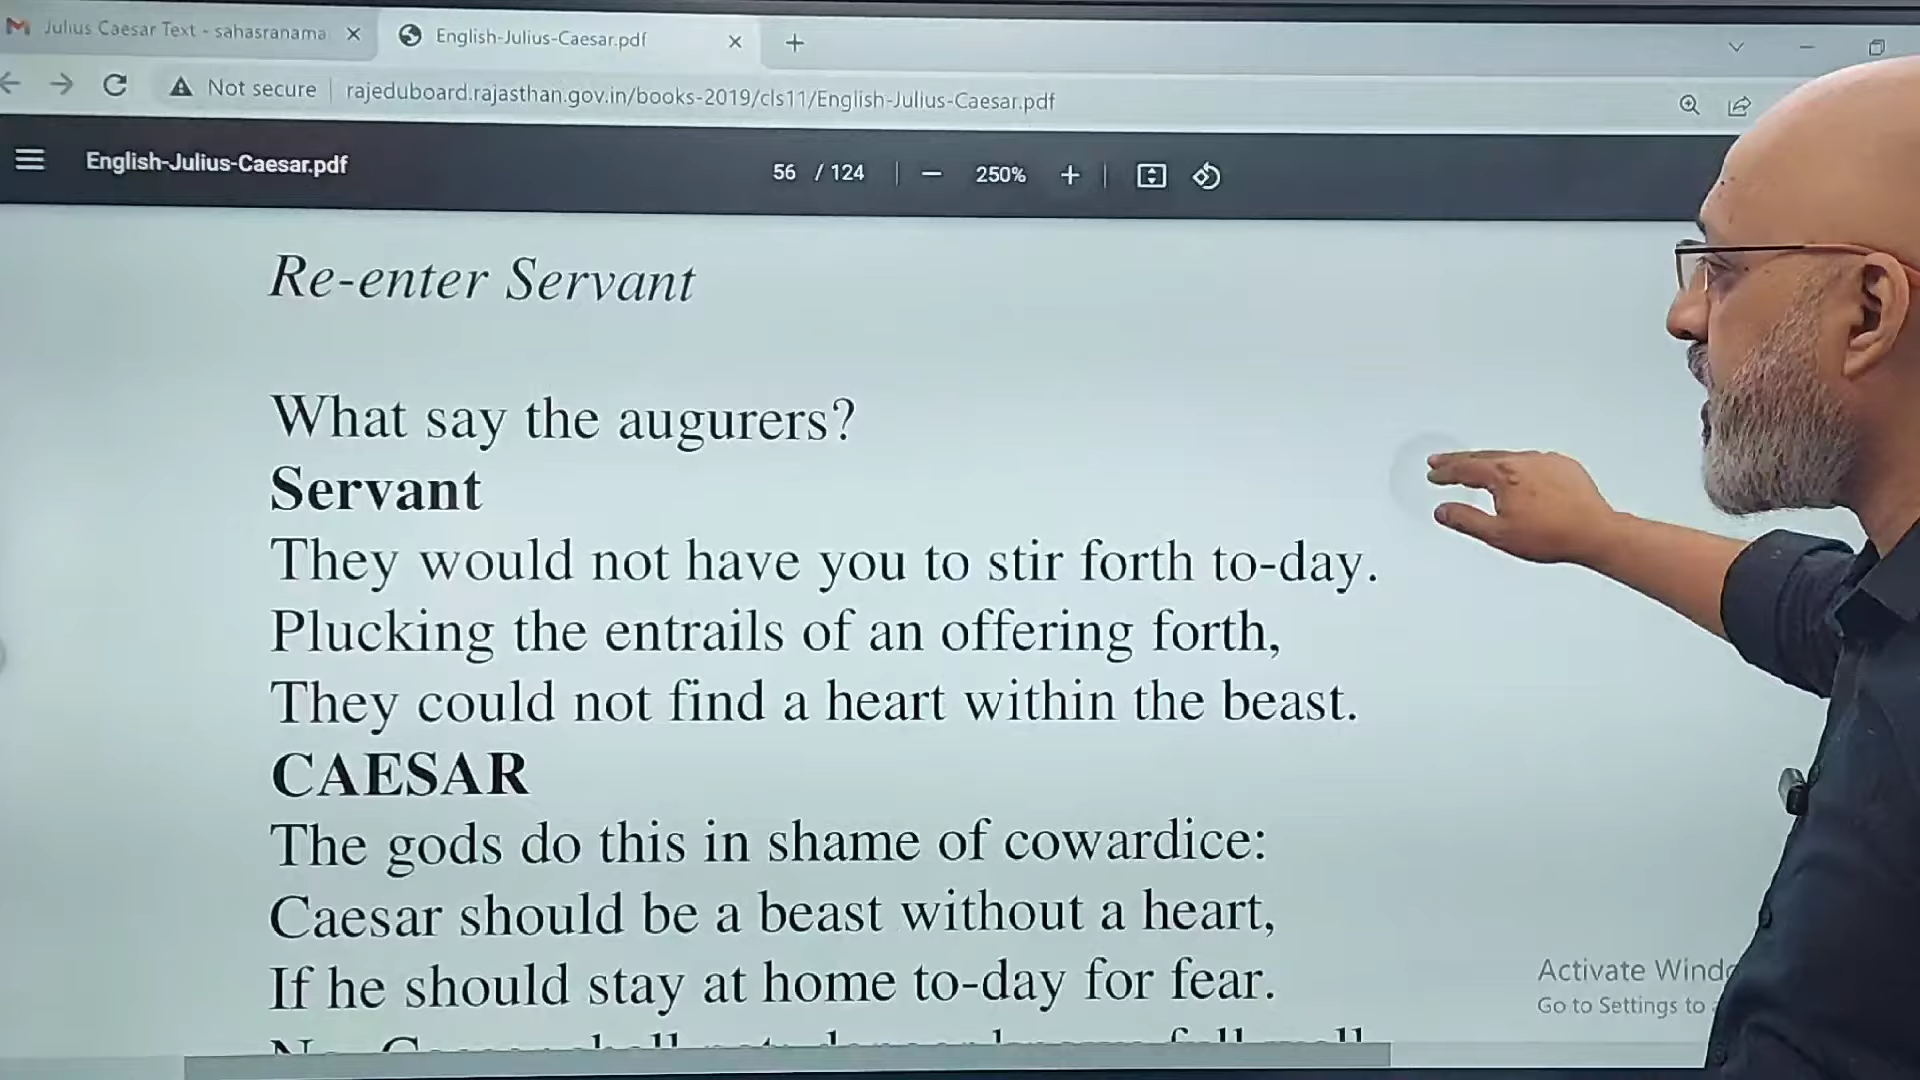 Julius Caesar Text - sahasranama
English-Julius-Caesar.pdf
Not secure
rajeduboard.rajasthan.gov.in/books-2019/cls11/English-Julius-Caesar.pdf
English-Julius-Caesar.pdf
56 / 124
250%
Re-enter Servant
What say the augurers?
Servant
They would not have you to stir forth to-day.
Plucking the entrails of an offering forth,
They could not find a heart within the beast.
CAESAR
The gods do this in shame of cowardice:
Caesar should be a beast without a heart,
If he should stay at home to-day for fear.
Activate
Go to Settings to